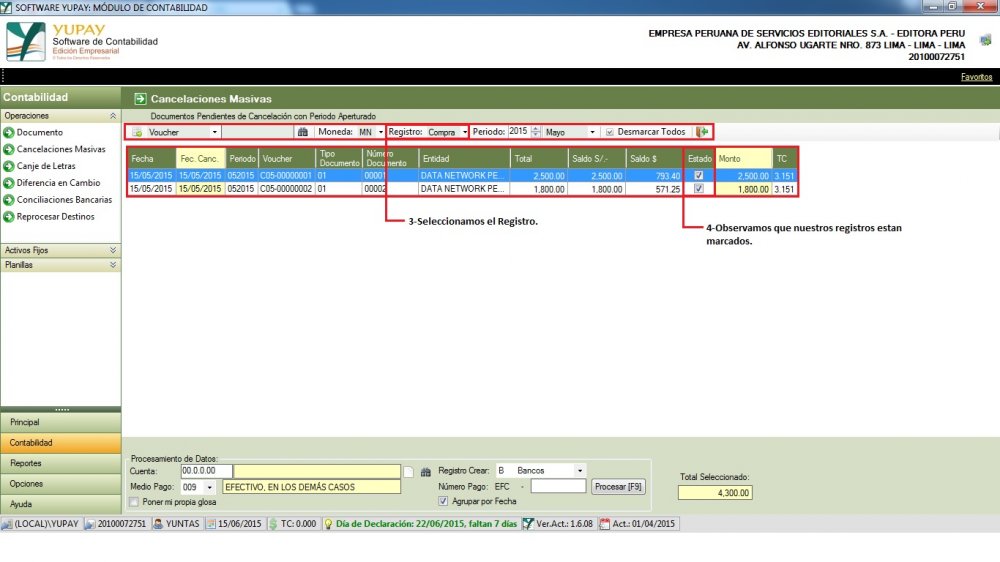 SOFTWARE YUPAY: MÓDULO DE CONTABILIDAD
YUPAY
Software de Contabilidad
Edición Empresarial
© Todos los Derechos Reservados
EMPRESA PERUANA DE SERVICIOS EDITORIALES S.A. - EDITORA PERU
AV. ALFONSO UGARTE NRO. 873 LIMA - LIMA - LIMA
20100072751
Favoritos
Contabilidad
Cancelaciones Masivas
Operaciones
Documentos Pendientes de Cancelación con Periodo Aperturado
Documento
Cancelaciones Masivas
Canje de Letras
Diferencia en Cambio
Conciliaciones Bancarias
Reprocesar Destinos
Activos Fijos
Planillas
Voucher Moneda: MN Registro: Compra Periodo: 2015 Mayo Desmarcar Todos
Fecha Fec. Canc. Periodo Voucher Tipo Documento Número Documento Entidad Total Saldo S/.- Saldo $ Estado Monto TC
15/05/2015 15/05/2015 052015 C05-00000001 01 00001 DATA NETWORK PE... 2,500.00 2,500.00 793.40 2,500.00 3.151
15/05/2015 15/05/2015 052015 C05-00000002 01 00002 DATA NETWORK PE... 1,800.00 1,800.00 571.25 1,800.00 3.151
3-Seleccionamos el Registro.
4-Observamos que nuestros registros estan
marcados.
Principal
Contabilidad
Reportes
Opciones
Ayuda
Procesamiento de Datos:
Cuenta: 00.0.0.00 Registro Crear: B Bancos
Medio Pago: 009 EFECTIVO, EN LOS DEMÁS CASOS Número Pago: EFC - Procesar [F9]
Poner mi propia glosa Agrupar por Fecha
Total Seleccionado:
4,300.00
(LOCAL)\YUPAY 20100072751 YUNTAS 15/06/2015 TC: 0.000 Día de Declaración: 22/06/2015, faltan 7 días Ver.Act.: 1.6.08 Act.: 01/04/2015